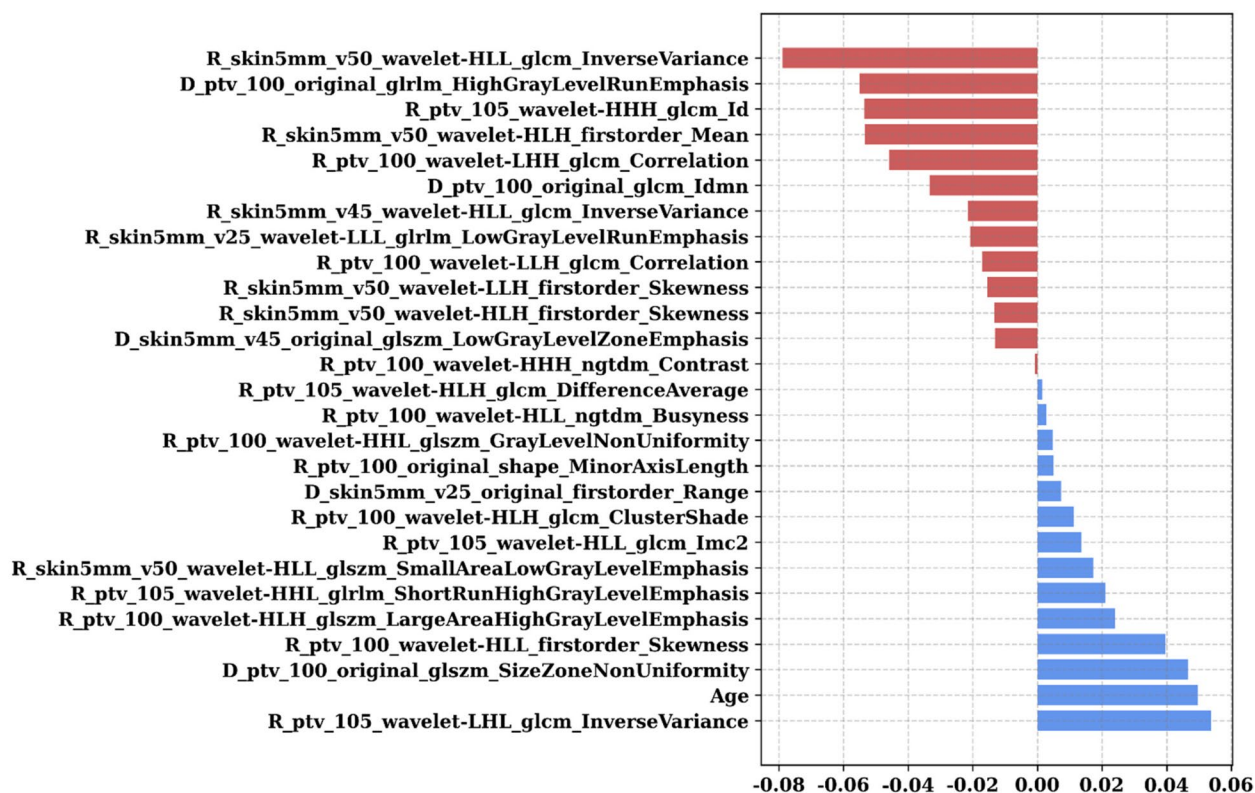 R_skin5mm_v50_wavelet-HLL_glcm_InverseVariance
D_ptv_100_original_glrlm_HighGrayLevelRunEmphasis
R_ptv_105_wavelet-HHH_glcm_Id
R_skin5mm_v50_wavelet-HLH_firstorder_Mean
R_ptv_100_wavelet-LHH_glcm_Correlation
D_ptv_100_original_glcm_Idmn
R_skin5mm_v45_wavelet-HLL_glcm_InverseVariance
R_skin5mm_v25_wavelet-LLL_glrlm_LowGrayLevelRunEmphasis
R_ptv_100_wavelet-LLH_glcm_Correlation
R_skin5mm_v50_wavelet-LLH_firstorder_Skewness
R_skin5mm_v50_wavelet-HLH_firstorder_Skewness
D_skin5mm_v45_original_glszm_LowGrayLevelZoneEmphasis
R_ptv_100_wavelet-HHH_ngtdm_Contrast
R_ptv_105_wavelet-HLH_glcm_DifferenceAverage
R_ptv_100_wavelet-HLL_ngtdm_Busyness
R_ptv_100_wavelet-HHL_glszm_GrayLevelNonUniformity
R_ptv_100_original_shape_MinorAxisLength
D_skin5mm_v25_original_firstorder_Range
R_ptv_100_wavelet-HLH_glcm_ClusterShade
R_ptv_105_wavelet-HLL_glcm_Imc2
R_skin5mm_v50_wavelet-HLL_glszm_SmallAreaLowGrayLevelEmphasis
R_ptv_105_wavelet-HHL_glrlm_ShortRunHighGrayLevelEmphasis
R_ptv_100_wavelet-HLH_glszm_LargeAreaHighGrayLevelEmphasis
R_ptv_100_wavelet-HLL_firstorder_Skewness
D_ptv_100_original_glszm_SizeZoneNonUniformity
Age
R_ptv_105_wavelet-LHL_glcm_InverseVariance
-0.08 -0.06 -0.04 -0.02 0.00 0.02 0.04 0.06